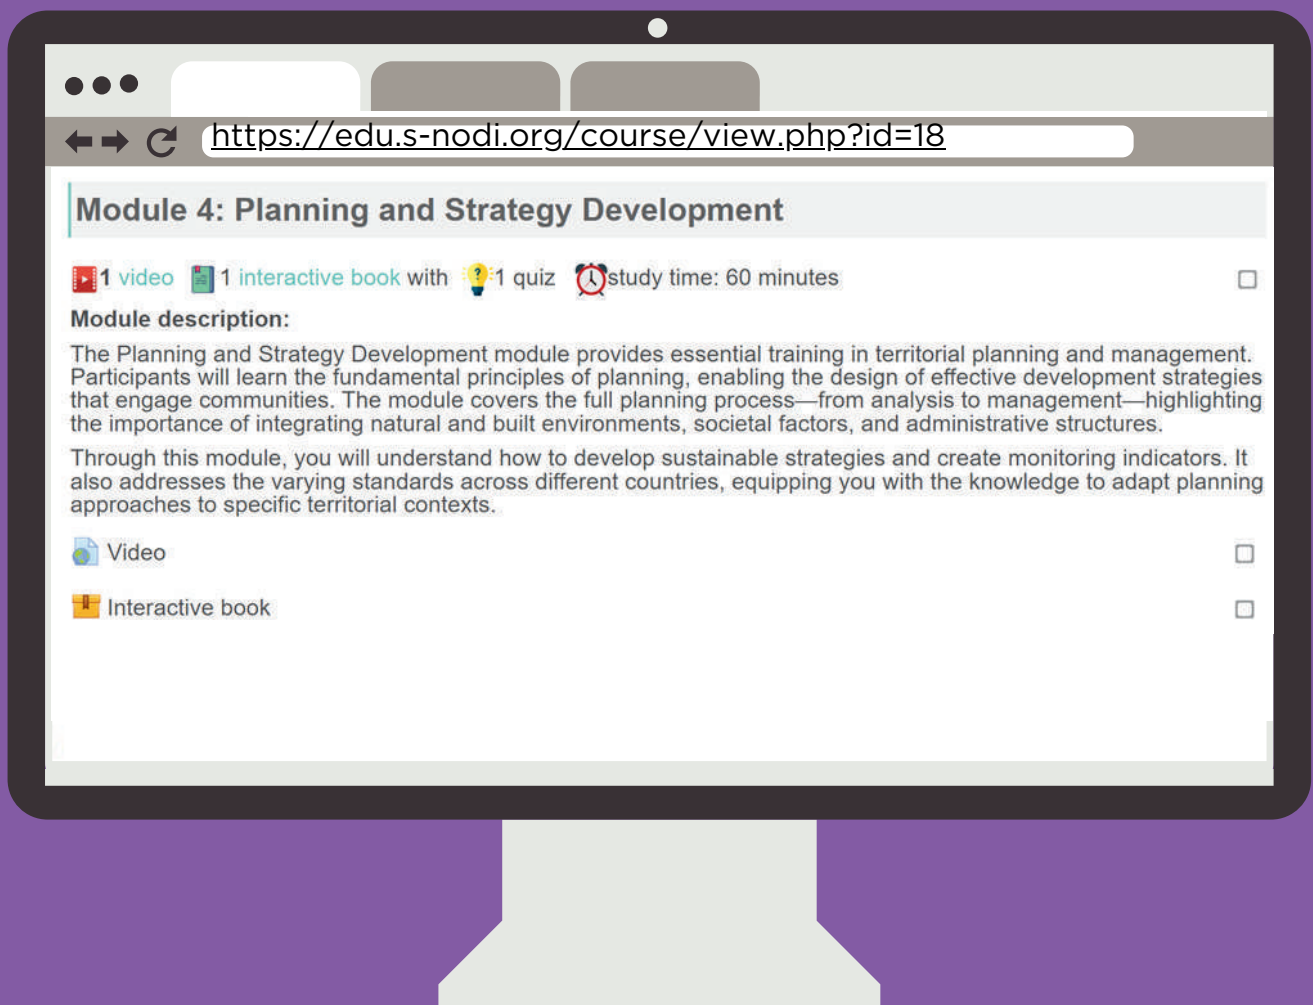 https://edu.s-nodi.org/course/view.php?id=18
Module 4: Planning and Strategy Development
1 video 1 interactive book with 1 quiz study time: 60 minutes
Module description:
The Planning and Strategy Development module provides essential training in territorial planning and management.
Participants will learn the fundamental principles of planning, enabling the design of effective development strategies
that engage communities. The module covers the full planning process—from analysis to management—highlighting
the importance of integrating natural and built environments, societal factors, and administrative structures.
Through this module, you will understand how to develop sustainable strategies and create monitoring indicators. It
also addresses the varying standards across different countries, equipping you with the knowledge to adapt planning
approaches to specific territorial contexts.
Video
Interactive book